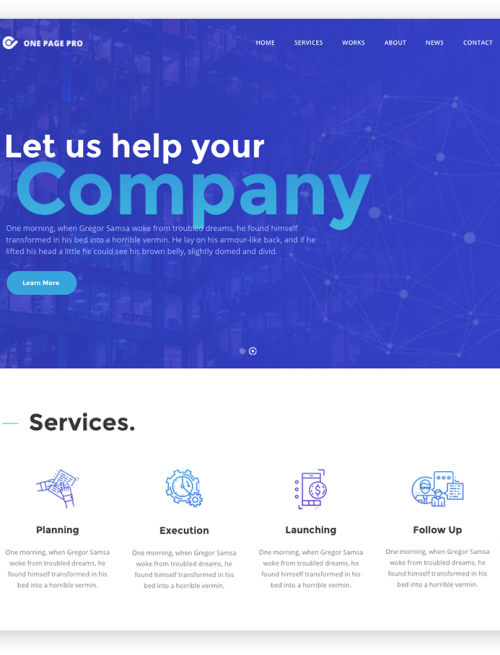 ONE PAGE PRO
HOME SERVICES WORKS ABOUT NEWS CONTACT
Let us help your
Company
One morning, when Gregor Samsa woke from troubled dreams, he found himself
transformed in his bed into a horrible vermin. He lay on his armour-like back, and if he
lifted his head a little he could see his brown belly, slightly domed and divid.
Learn More
Services.
Planning
One morning, when Gregor Samsa
woke from troubled dreams, he
found himself transformed in his
bed into a horrible vermin.
Execution
One morning, when Gregor Samsa
woke from troubled dreams, he
found himself transformed in his
bed into a horrible vermin.
Launching
One morning, when Gregor Samsa
woke from troubled dreams, he
found himself transformed in his
bed into a horrible vermin.
Follow Up
One morning, when Gregor Samsa
woke from troubled dreams, he
found himself transformed in his
bed into a horrible vermin.